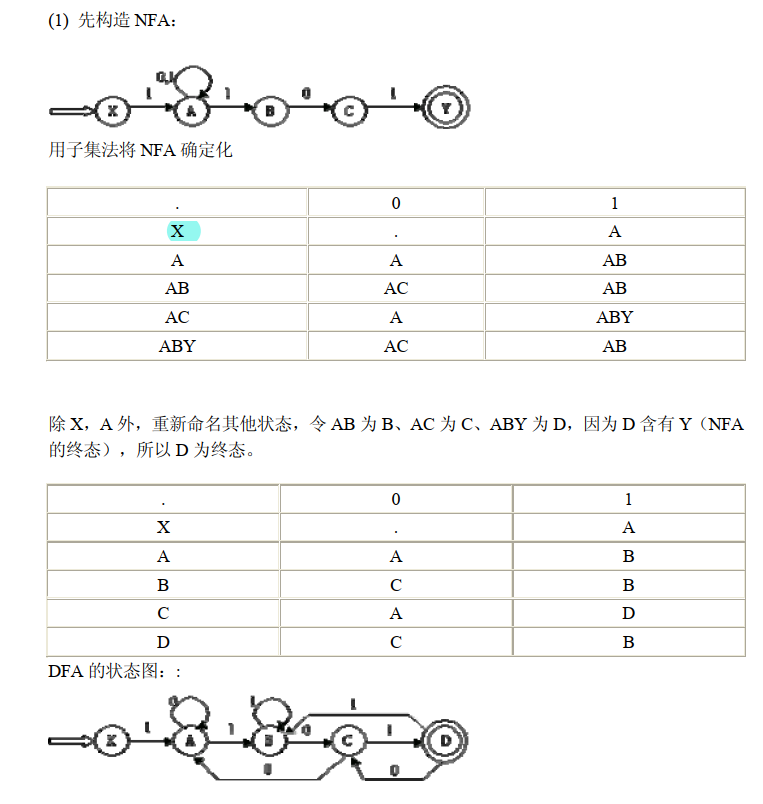 (1) 先构造 NFA：
0,1
1 1 0 1
X A B C Y
用子集法将 NFA 确定化
. 0 1
X . A
A A AB
AB AC AB
AC A ABY
ABY AC AB
除 X，A 外，重新命名其他状态，令 AB 为 B、AC 为 C、ABY 为 D，因为 D 含有 Y（NFA
的终态），所以 D 为终态。
. 0 1
X . A
A A B
B C B
C A D
D C B
DFA 的状态图：:
0 1 1
1 1 0 1
X A B C D
0 0